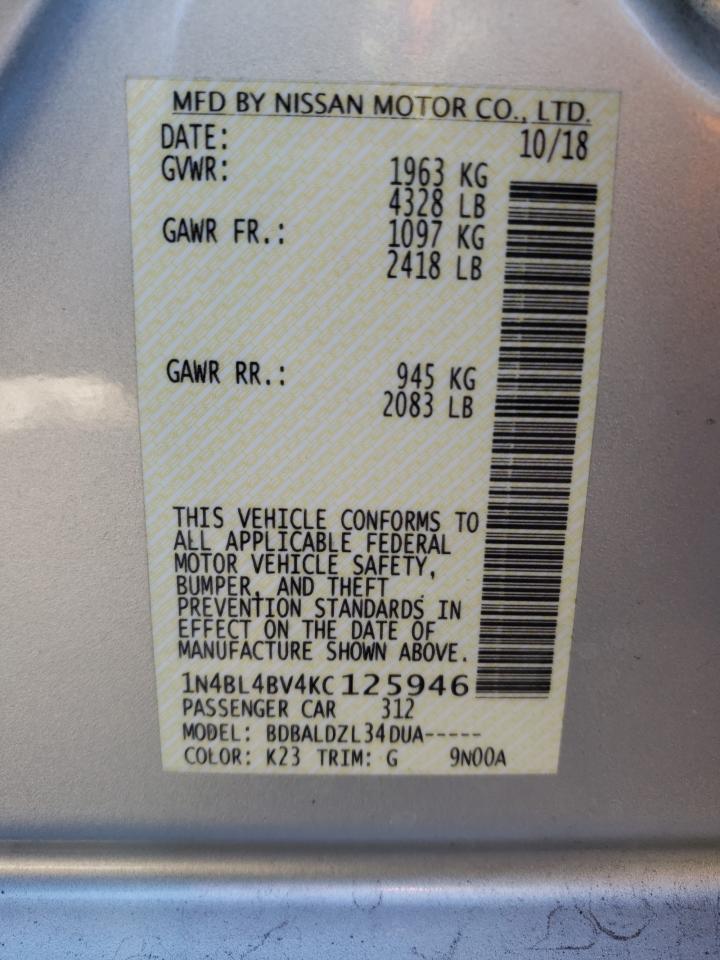 MFD BY NISSAN MOTOR CO., LTD.
DATE: 10/18
GVWR: 1963 KG
4328 LB
GAWR FR.: 1097 KG
2418 LB
GAWR RR.: 945 KG
2083 LB
THIS VEHICLE CONFORMS TO
ALL APPLICABLE FEDERAL
MOTOR VEHICLE SAFETY,
BUMPER, AND THEFT
PREVENTION STANDARDS IN
EFFECT ON THE DATE OF
MANUFACTURE SHOWN ABOVE.
1N4BL4BV4KC125946
PASSENGER CAR 312
MODEL: BDBALDZL34DUA-----
COLOR: K23 TRIM: G 9N00A